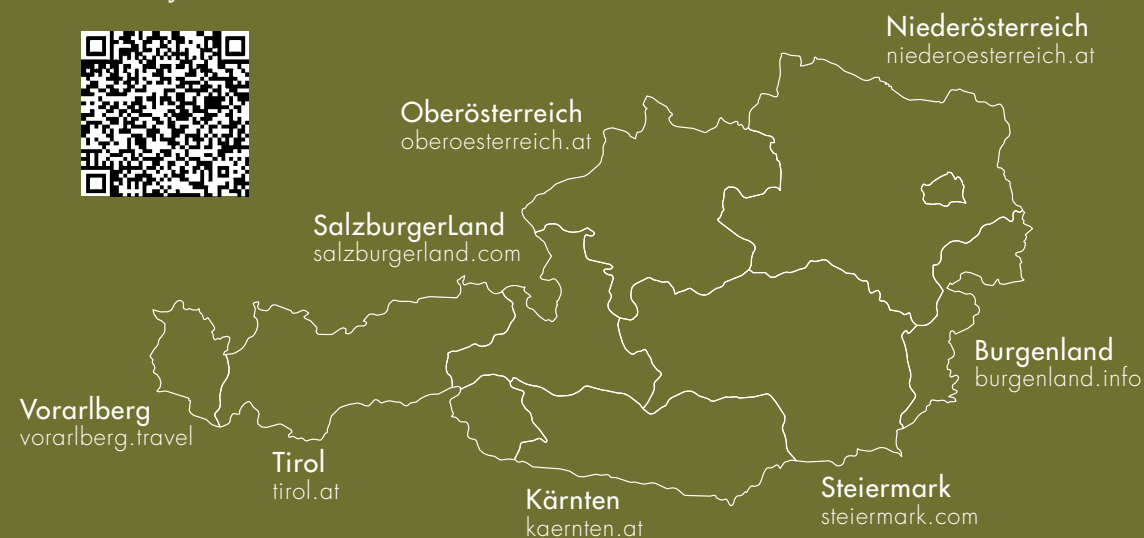 Niederösterreich
niederoesterreich.at
Oberösterreich
oberoesterreich.at
SalzburgerLand
salzburgerland.com
Burgenland
burgenland.info
Vorarlberg
vorarlberg.travel
Tirol
tirol.at
Steiermark
steiermark.com
Kärnten
kaernten.at